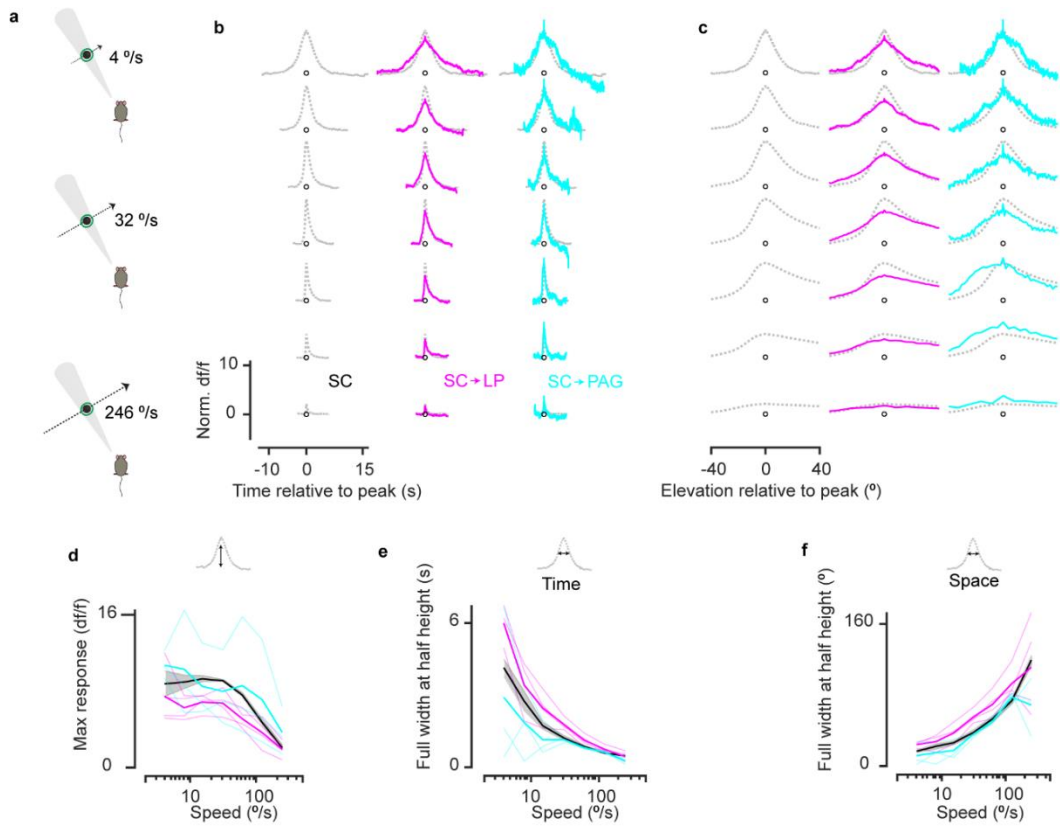 a
4 º/s
32 º/s
246 º/s
b
10
Norm. df/f
0
SC
SC→LP
SC→PAG
-10 0 15
Time relative to peak (s)
c
-40 0 40
Elevation relative to peak (º)
d
16
Max response (df/f)
0
10 100
Speed (º/s)
e
Time
6
Full width at half height (s)
0
10 100
Speed (º/s)
f
Space
160
Full width at half height (º)
0
10 100
Speed (º/s)